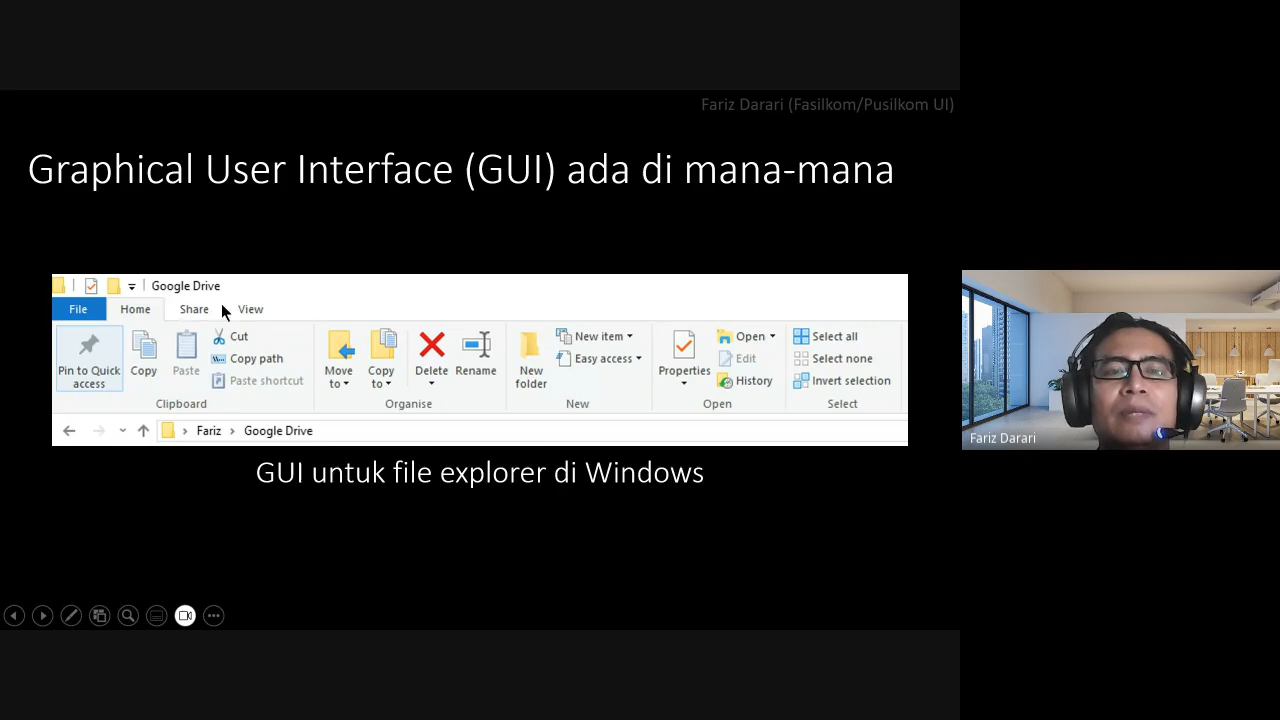 Fariz Darari (Fasilkom/Pusilkom UI)
Graphical User Interface (GUI) ada di mana-mana
Google Drive
File Home Share View
Pin to Quick access
Copy
Paste
Cut
Copy path
Paste shortcut
Clipboard
Move to
Copy to
Delete
Rename
Organise
New folder
New item
Easy access
New
Properties
Open
Edit
History
Open
Select all
Select none
Invert selection
Select
Fariz > Google Drive
GUI untuk file explorer di Windows
Fariz Darari